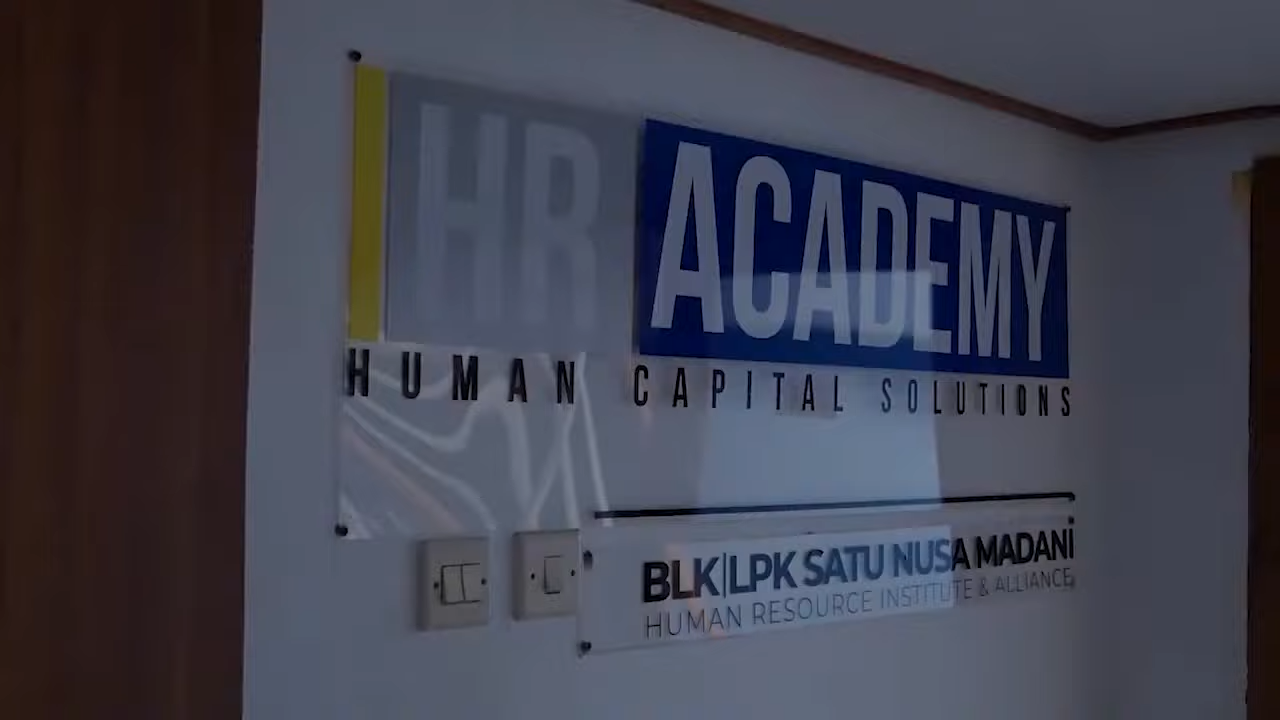 HR ACADEMY
HUMAN CAPITAL SOLUTIONS
BLK|LPK SATU NUSA MADANi
HUMAN RESOURCE INSTITUTE & ALLIANCE